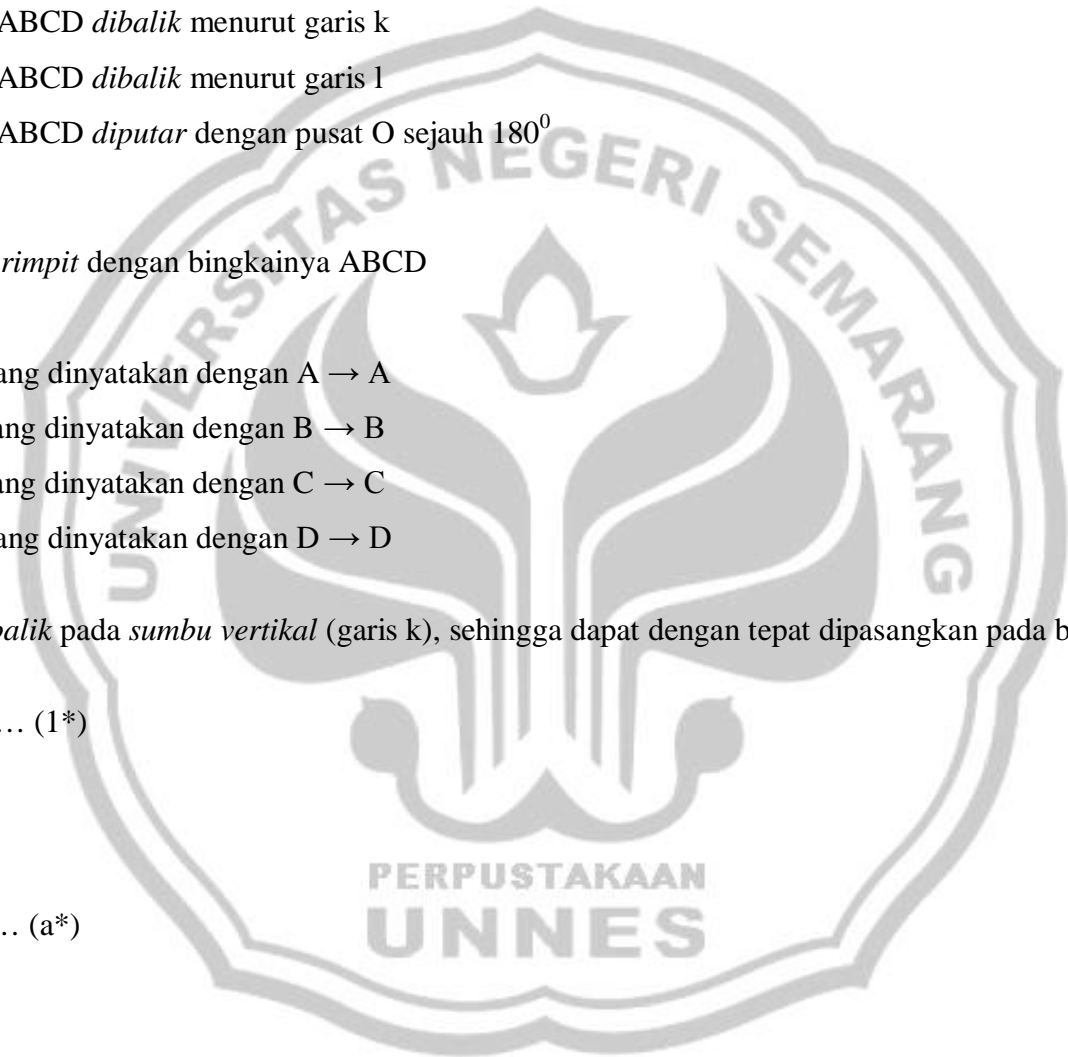 ABCD dibalik menurut garis k
ABCD dibalik menurut garis l
ABCD diputar dengan pusat O sejauh 180⁰
rimpit dengan bingkainya ABCD
ang dinyatakan dengan A → A
ang dinyatakan dengan B → B
ang dinyatakan dengan C → C
ang dinyatakan dengan D → D
balik pada sumbu vertikal (garis k), sehingga dapat dengan tepat dipasangkan pada b
… (1*)
… (a*)
UNIVERSITAS NEGERI SEMARANG
PERPUSTAKAAN
UNNES